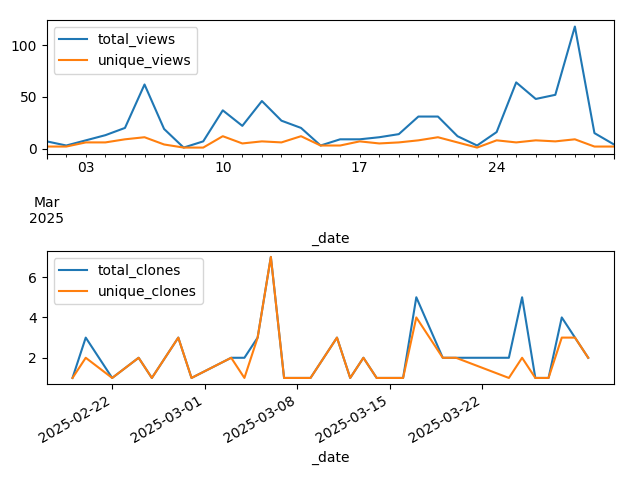 total_views
unique_views
100
50
0
03 10 17 24
Mar
2025
_date
total_clones
unique_clones
6
4
2
2025-02-22 2025-03-01 2025-03-08 2025-03-15 2025-03-22
_date